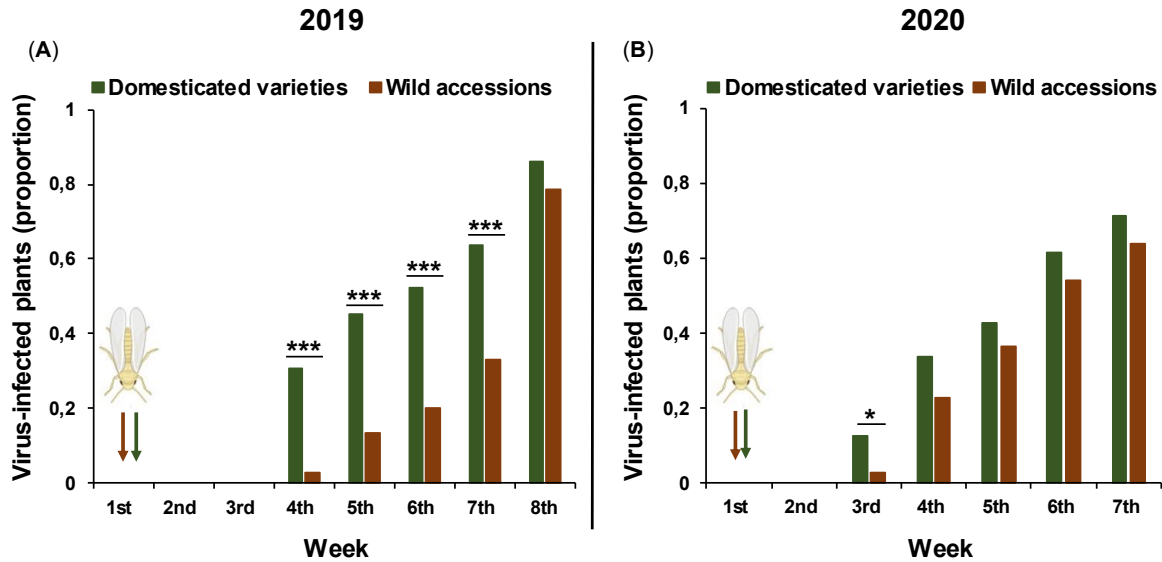 2019
(A)
Domesticated varieties Wild accessions
Virus-infected plants (proportion)
1
0,8
0,6
0,4
0,2
0
***
***
***
***
1st 2nd 3rd 4th 5th 6th 7th 8th
Week
2020
(B)
Domesticated varieties Wild accessions
Virus-infected plants (proportion)
1
0,8
0,6
0,4
0,2
0
*
1st 2nd 3rd 4th 5th 6th 7th
Week